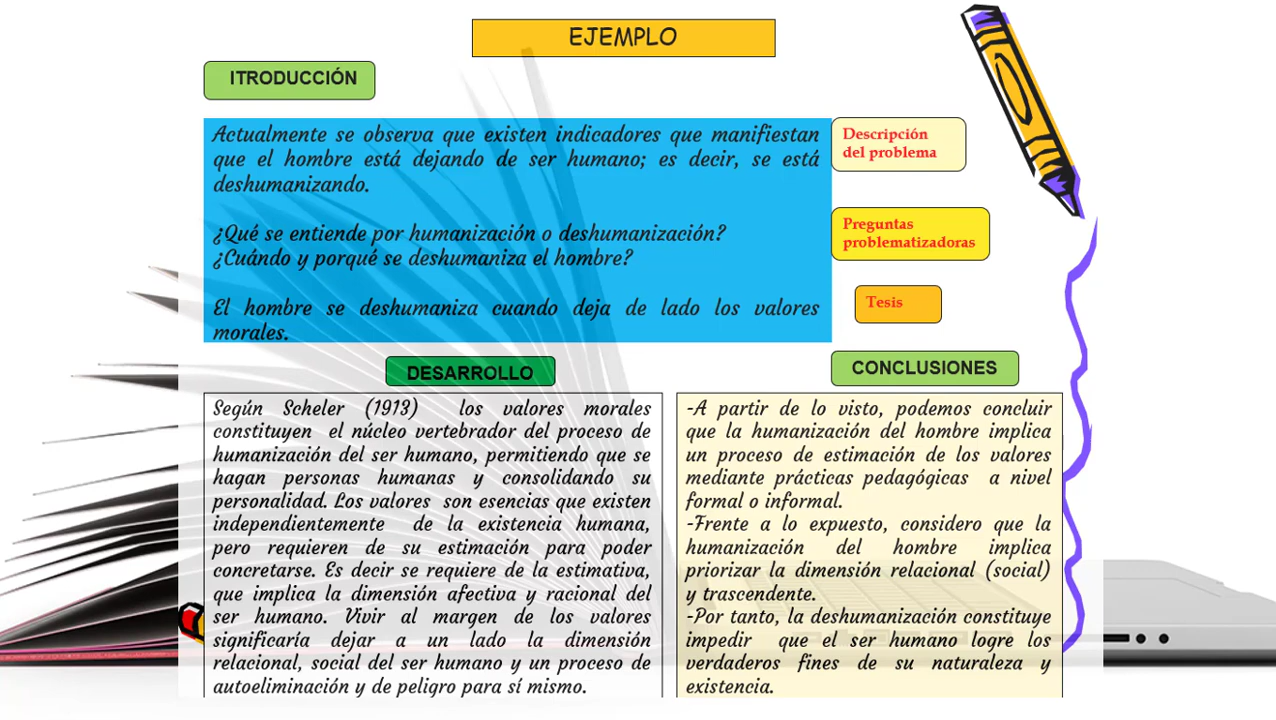 EJEMPLO
ITRODUCCIÓN
Actualmente se observa que existen indicadores que manifiestan
que el hombre está dejando de ser humano; es decir, se está
deshumanizando.
¿Qué se entiende por humanización o deshumanización?
¿Cuándo y porqué se deshumaniza el hombre?
El hombre se deshumaniza cuando deja de lado los valores
morales.
Descripción
del problema
Preguntas
problematizadoras
Tesis
DESARROLLO
Según Scheler (1913) los valores morales
constituyen el núcleo vertebrador del proceso de
humanización del ser humano, permitiendo que se
hagan personas humanas y consolidando su
personalidad. Los valores son esencias que existen
independientemente de la existencia humana,
pero requieren de su estimación para poder
concretarse. Es decir se requiere de la estimativa,
que implica la dimensión afectiva y racional del
ser humano. Vivir al margen de los valores
significaría dejar a un lado la dimensión
relacional, social del ser humano y un proceso de
autoeliminación y de peligro para sí mismo.
CONCLUSIONES
-A partir de lo visto, podemos concluir
que la humanización del hombre implica
un proceso de estimación de los valores
mediante prácticas pedagógicas a nivel
formal o informal.
-Frente a lo expuesto, considero que la
humanización del hombre implica
priorizar la dimensión relacional (social)
y trascendente.
-Por tanto, la deshumanización constituye
impedir que el ser humano logre los
verdaderos fines de su naturaleza y
existencia.